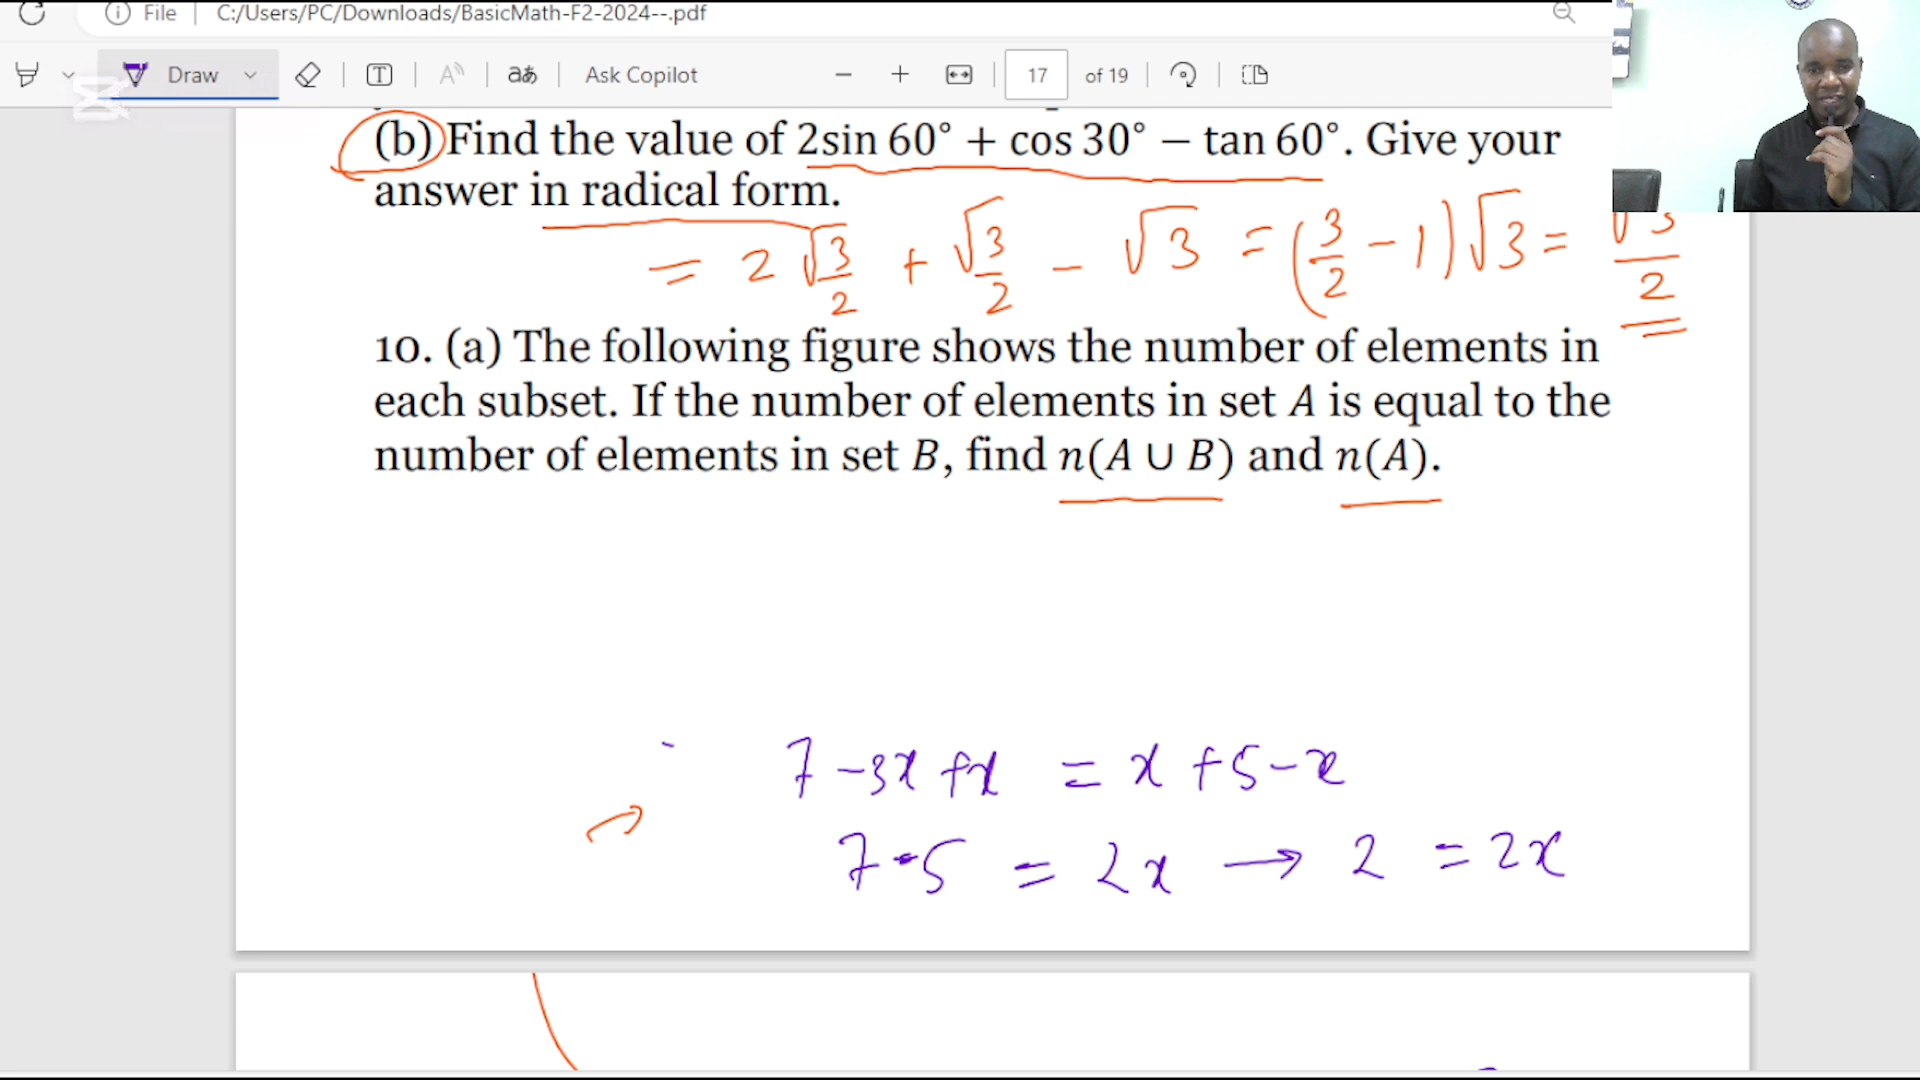 File C:/Users/PC/Downloads/BasicMath-F2-2024--.pdf
Draw T A aあ Ask Copilot 17 of 19
(b) Find the value of 2sin 60° + cos 30° − tan 60°. Give your
answer in radical form.
= 2 √3/2 + √3/2 − √3 = (3/2 − 1)√3 = √3/2
10. (a) The following figure shows the number of elements in
each subset. If the number of elements in set A is equal to the
number of elements in set B, find n(A ∪ B) and n(A).
7 − 3x + x = x + 5 − x
7 - 5 = 2x → 2 = 2x